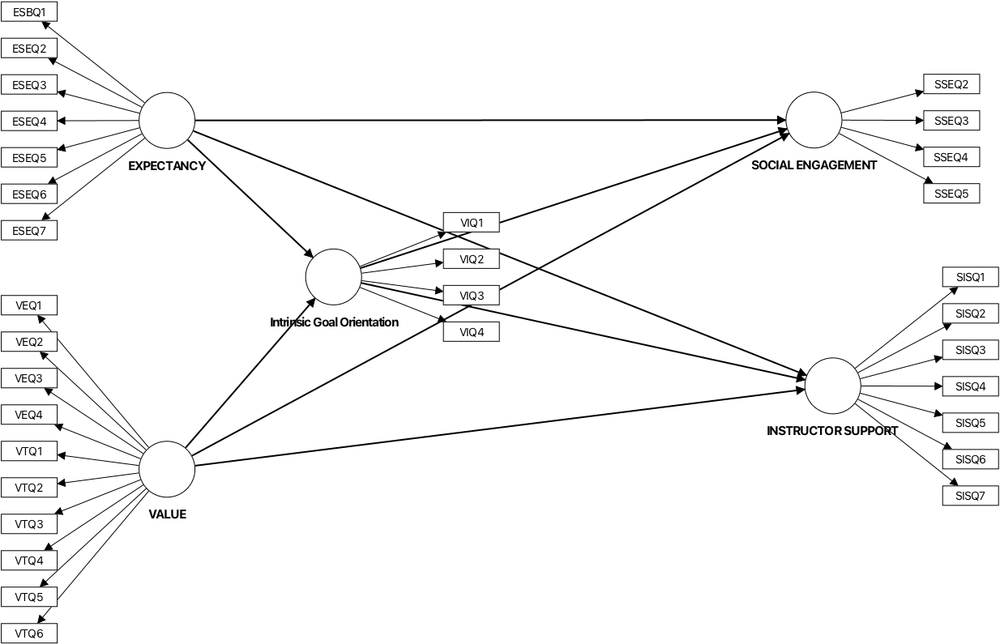 ESBQ1
ESEQ2
ESEQ3
ESEQ4
ESEQ5
ESEQ6
ESEQ7
EXPECTANCY
SSEQ2
SSEQ3
SSEQ4
SSEQ5
SOCIAL ENGAGEMENT
VIQ1
VIQ2
VIQ3
VIQ4
Intrinsic Goal Orientation
VEQ1
VEQ2
VEQ3
VEQ4
VTQ1
VTQ2
VTQ3
VTQ4
VTQ5
VTQ6
VALUE
SISQ1
SISQ2
SISQ3
SISQ4
SISQ5
SISQ6
SISQ7
INSTRUCTOR SUPPORT